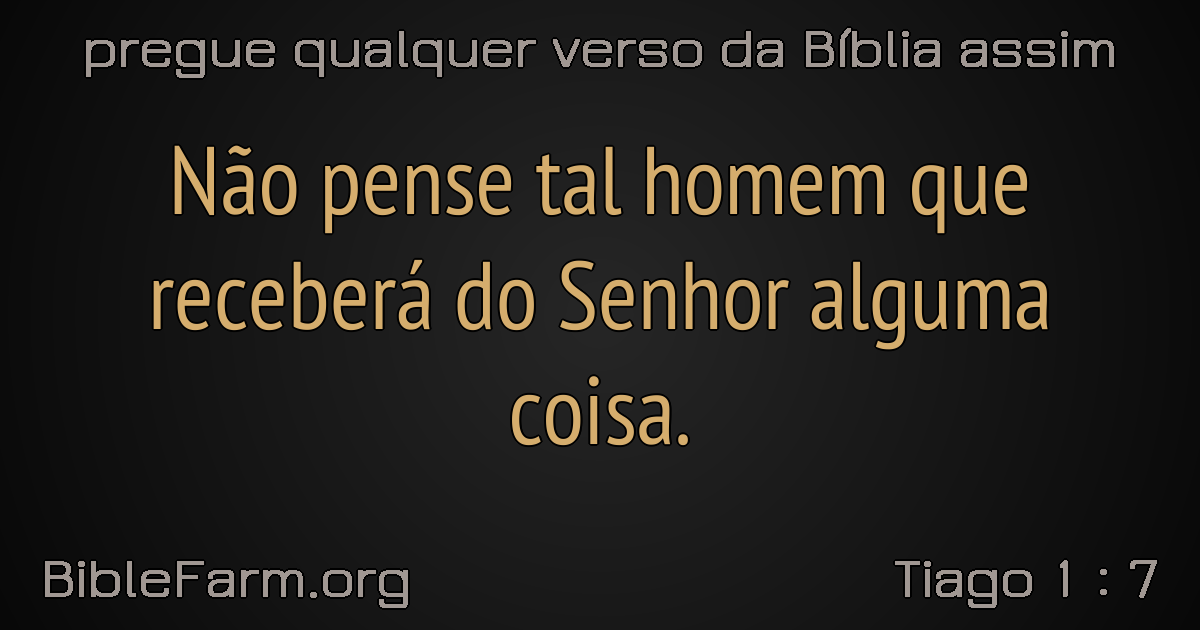 pregue qualquer verso da Bíblia assim
Não pense tal homem que
receberá do Senhor alguma
coisa.
BibleFarm.org
Tiago 1 : 7